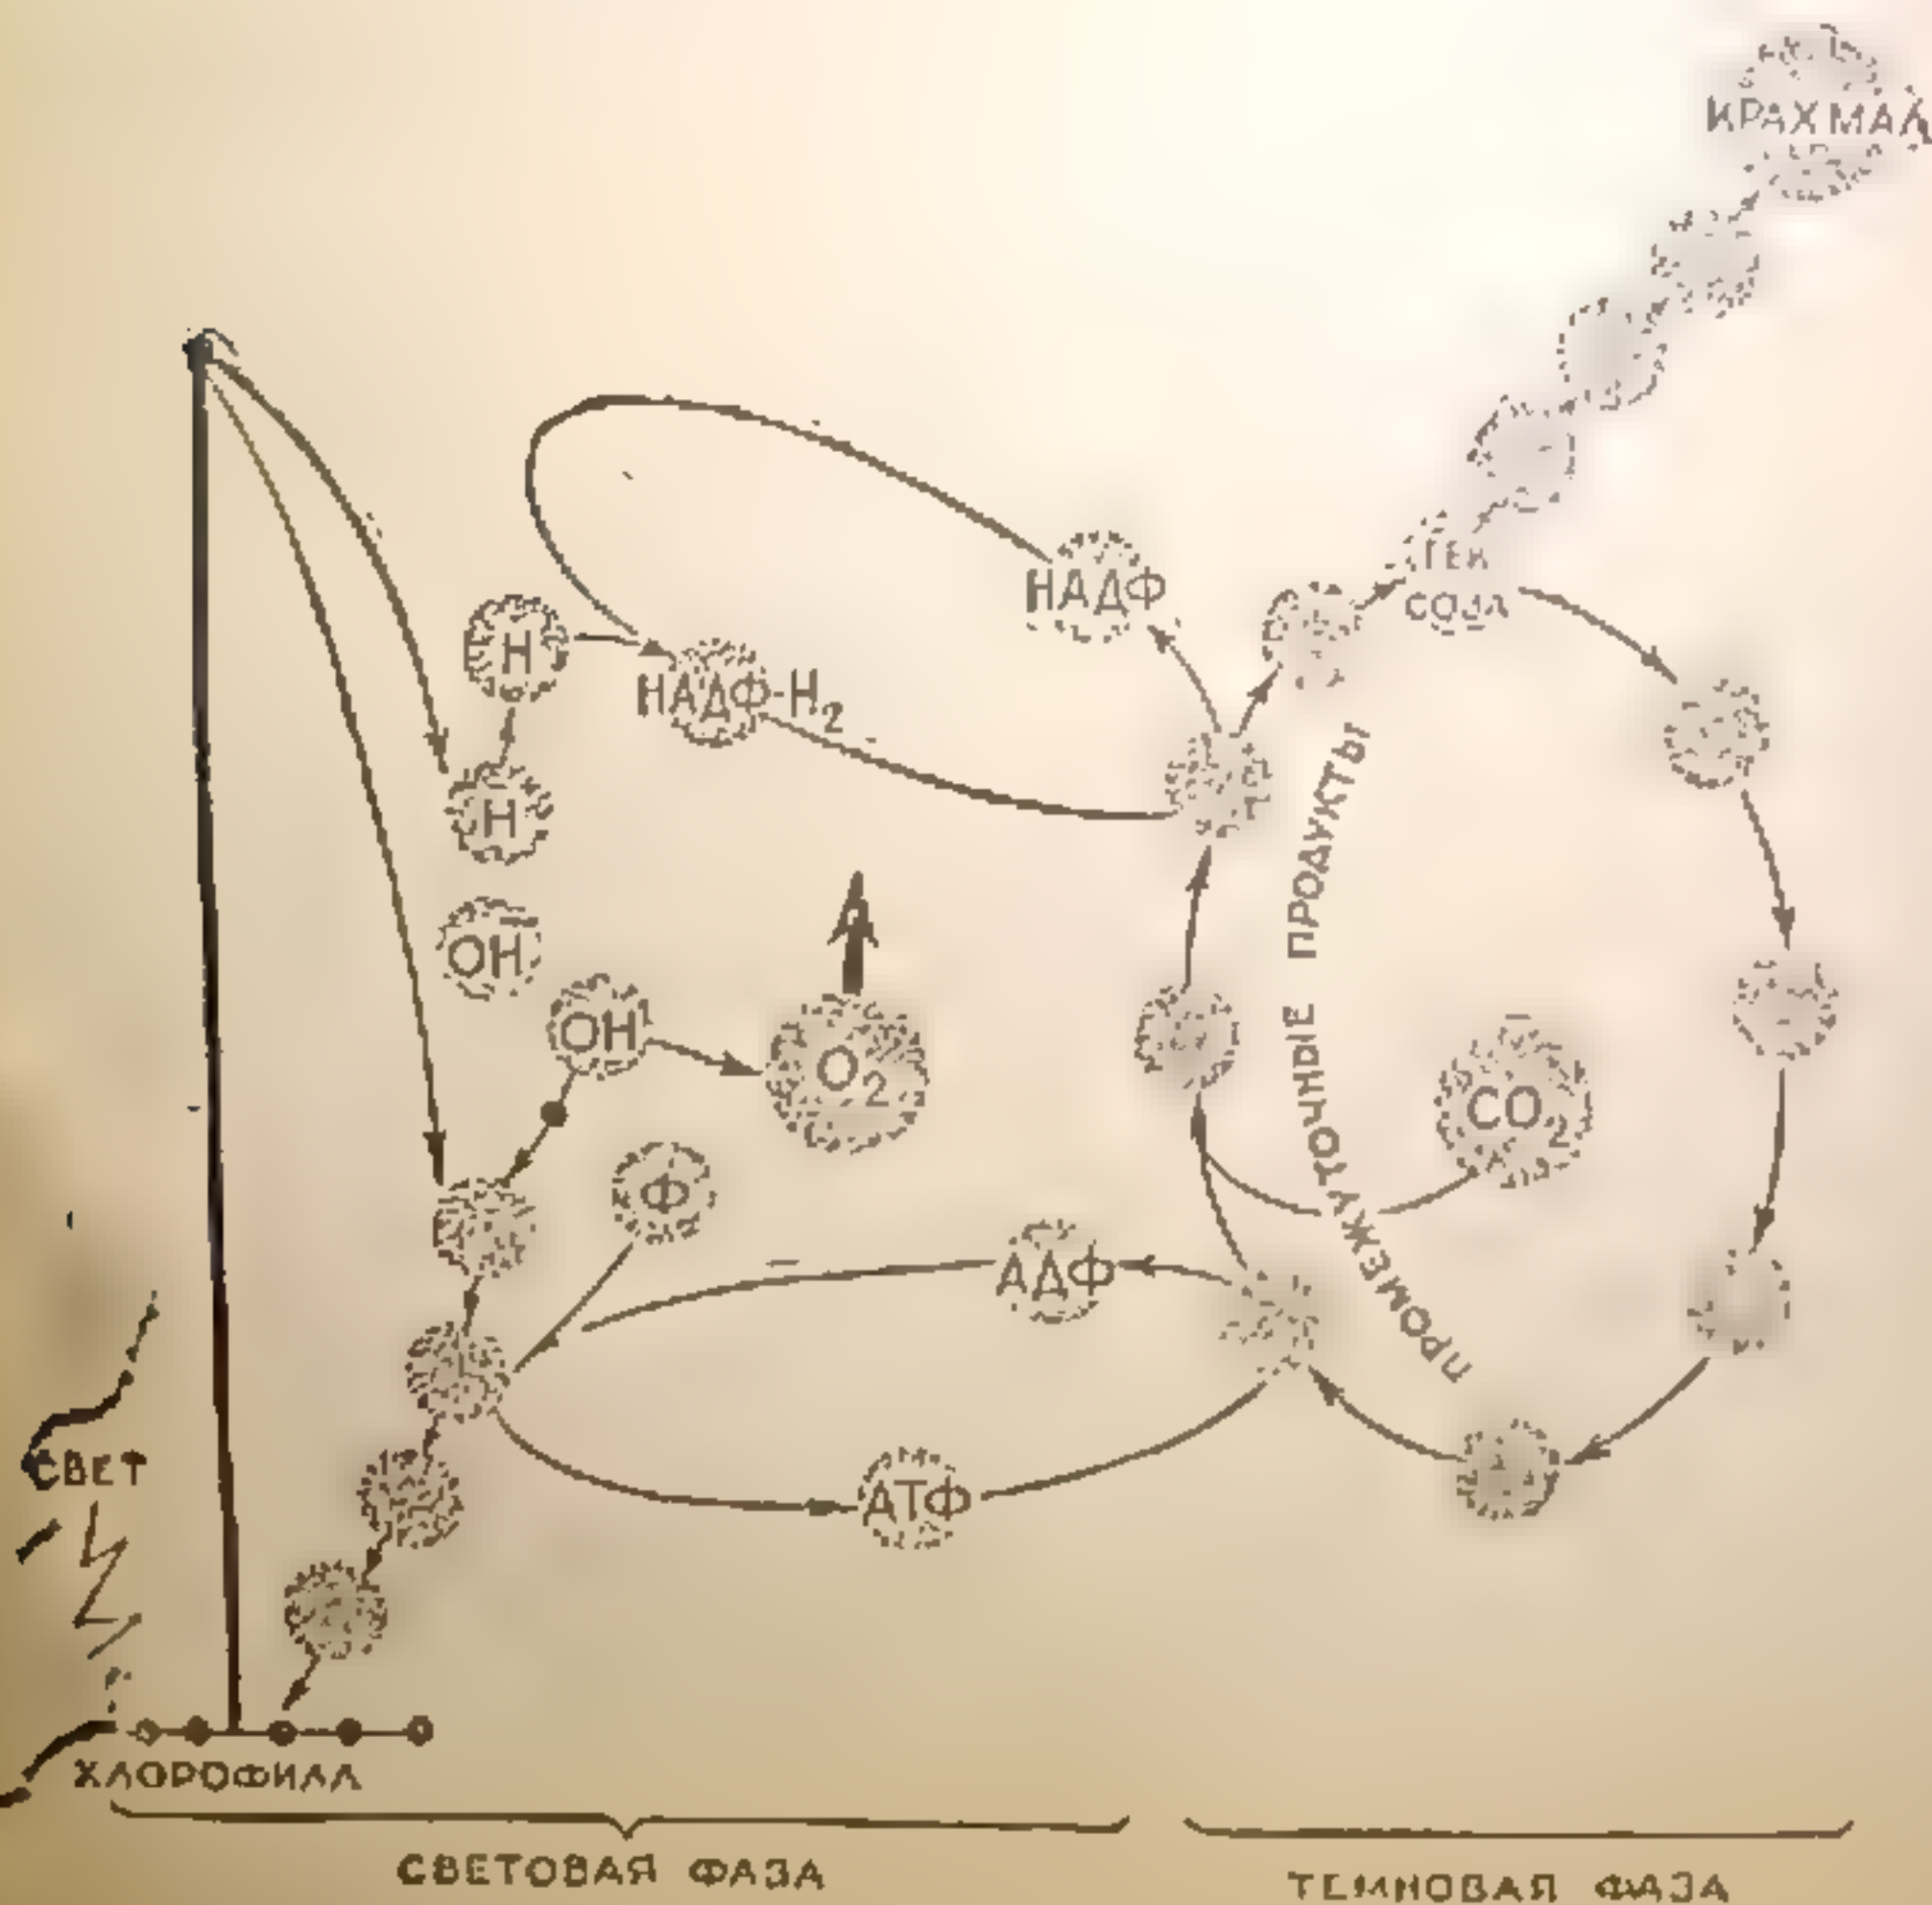 КРАХМАЛ
НАДФ
ГЕК
СОЗА
Н
НАДФ-Н₂
Н
ОН
ОН
О₂
ПРОМЕЖУТОЧНЫЕ ПРОДУКТЫ
СО₂
Ф
АДФ
АТФ
СВЕТ
ХЛОРОФИЛЛ
СВЕТОВАЯ ФАЗА
ТЕМНОВАЯ ФАЗА